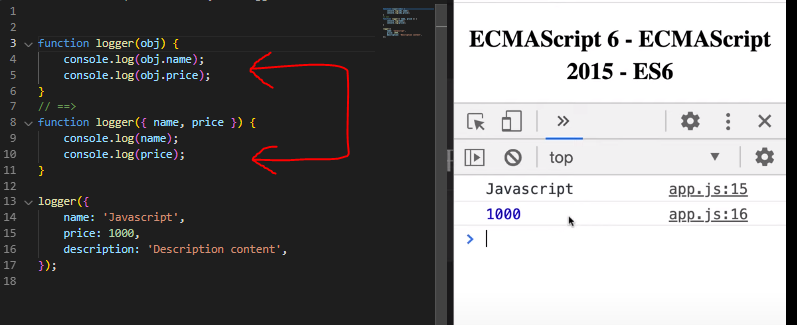 1
2
3 function logger(obj) {
4 console.log(obj.name);
5 console.log(obj.price);
6 }
7 // ==>
8 function logger({ name, price }) {
9 console.log(name);
10 console.log(price);
11 }
12
13 logger({
14 name: 'Javascript',
15 price: 1000,
16 description: 'Description content',
17 });
18
ECMAScript 6 - ECMAScript
2015 - ES6
top
Javascript app.js:15
1000 app.js:16